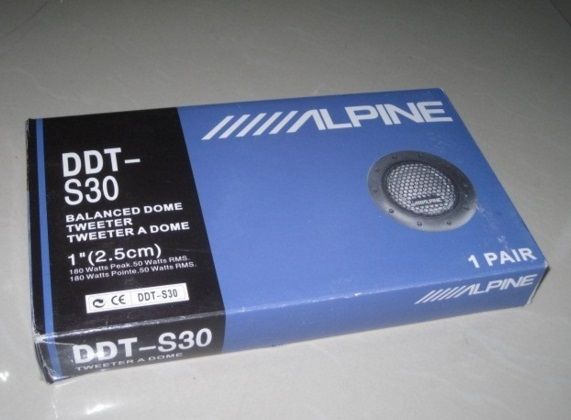 ALPINE
DDT-
S30
BALANCED DOME
TWEETER
TWEETER A DOME
1"(2.5cm)
180 Watts Peak.50 Watts RMS.
180 Watts Pointe.50 Watts RMS.
CE DDT-S30
ALPINE
1 PAIR
ALPINE
DDT-S30
TWEETER A DOME